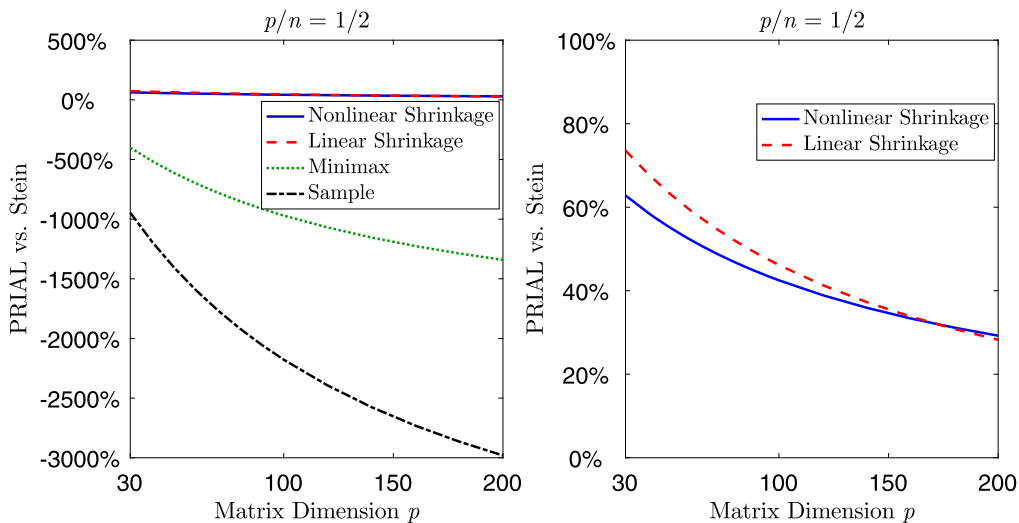 p/n = 1/2
500%
0%
-500%
-1000%
-1500%
-2000%
-2500%
-3000%
PRIAL vs. Stein
Nonlinear Shrinkage
Linear Shrinkage
Minimax
Sample
30
100
150
200
Matrix Dimension p
p/n = 1/2
100%
80%
60%
40%
20%
0%
PRIAL vs. Stein
Nonlinear Shrinkage
Linear Shrinkage
30
100
150
200
Matrix Dimension p